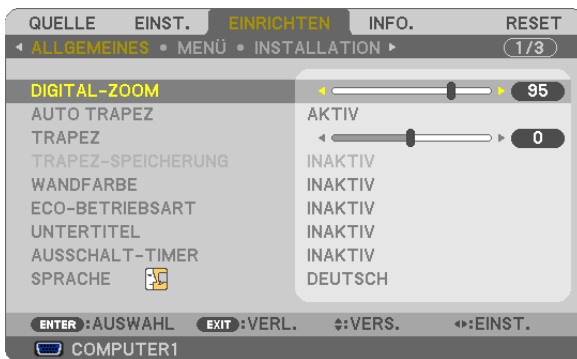 QUELLE EINST. EINRICHTEN INFO. RESET
ALLGEMEINES • MENÜ • INSTALLATION 1/3
DIGITAL-ZOOM 95
AUTO TRAPEZ AKTIV
TRAPEZ 0
TRAPEZ-SPEICHERUNG INAKTIV
WANDFARBE INAKTIV
ECO-BETRIEBSART INAKTIV
UNTERTITEL INAKTIV
AUSSCHALT-TIMER INAKTIV
SPRACHE DEUTSCH
ENTER :AUSWAHL EXIT :VERL. :VERS. :EINST.
COMPUTER1